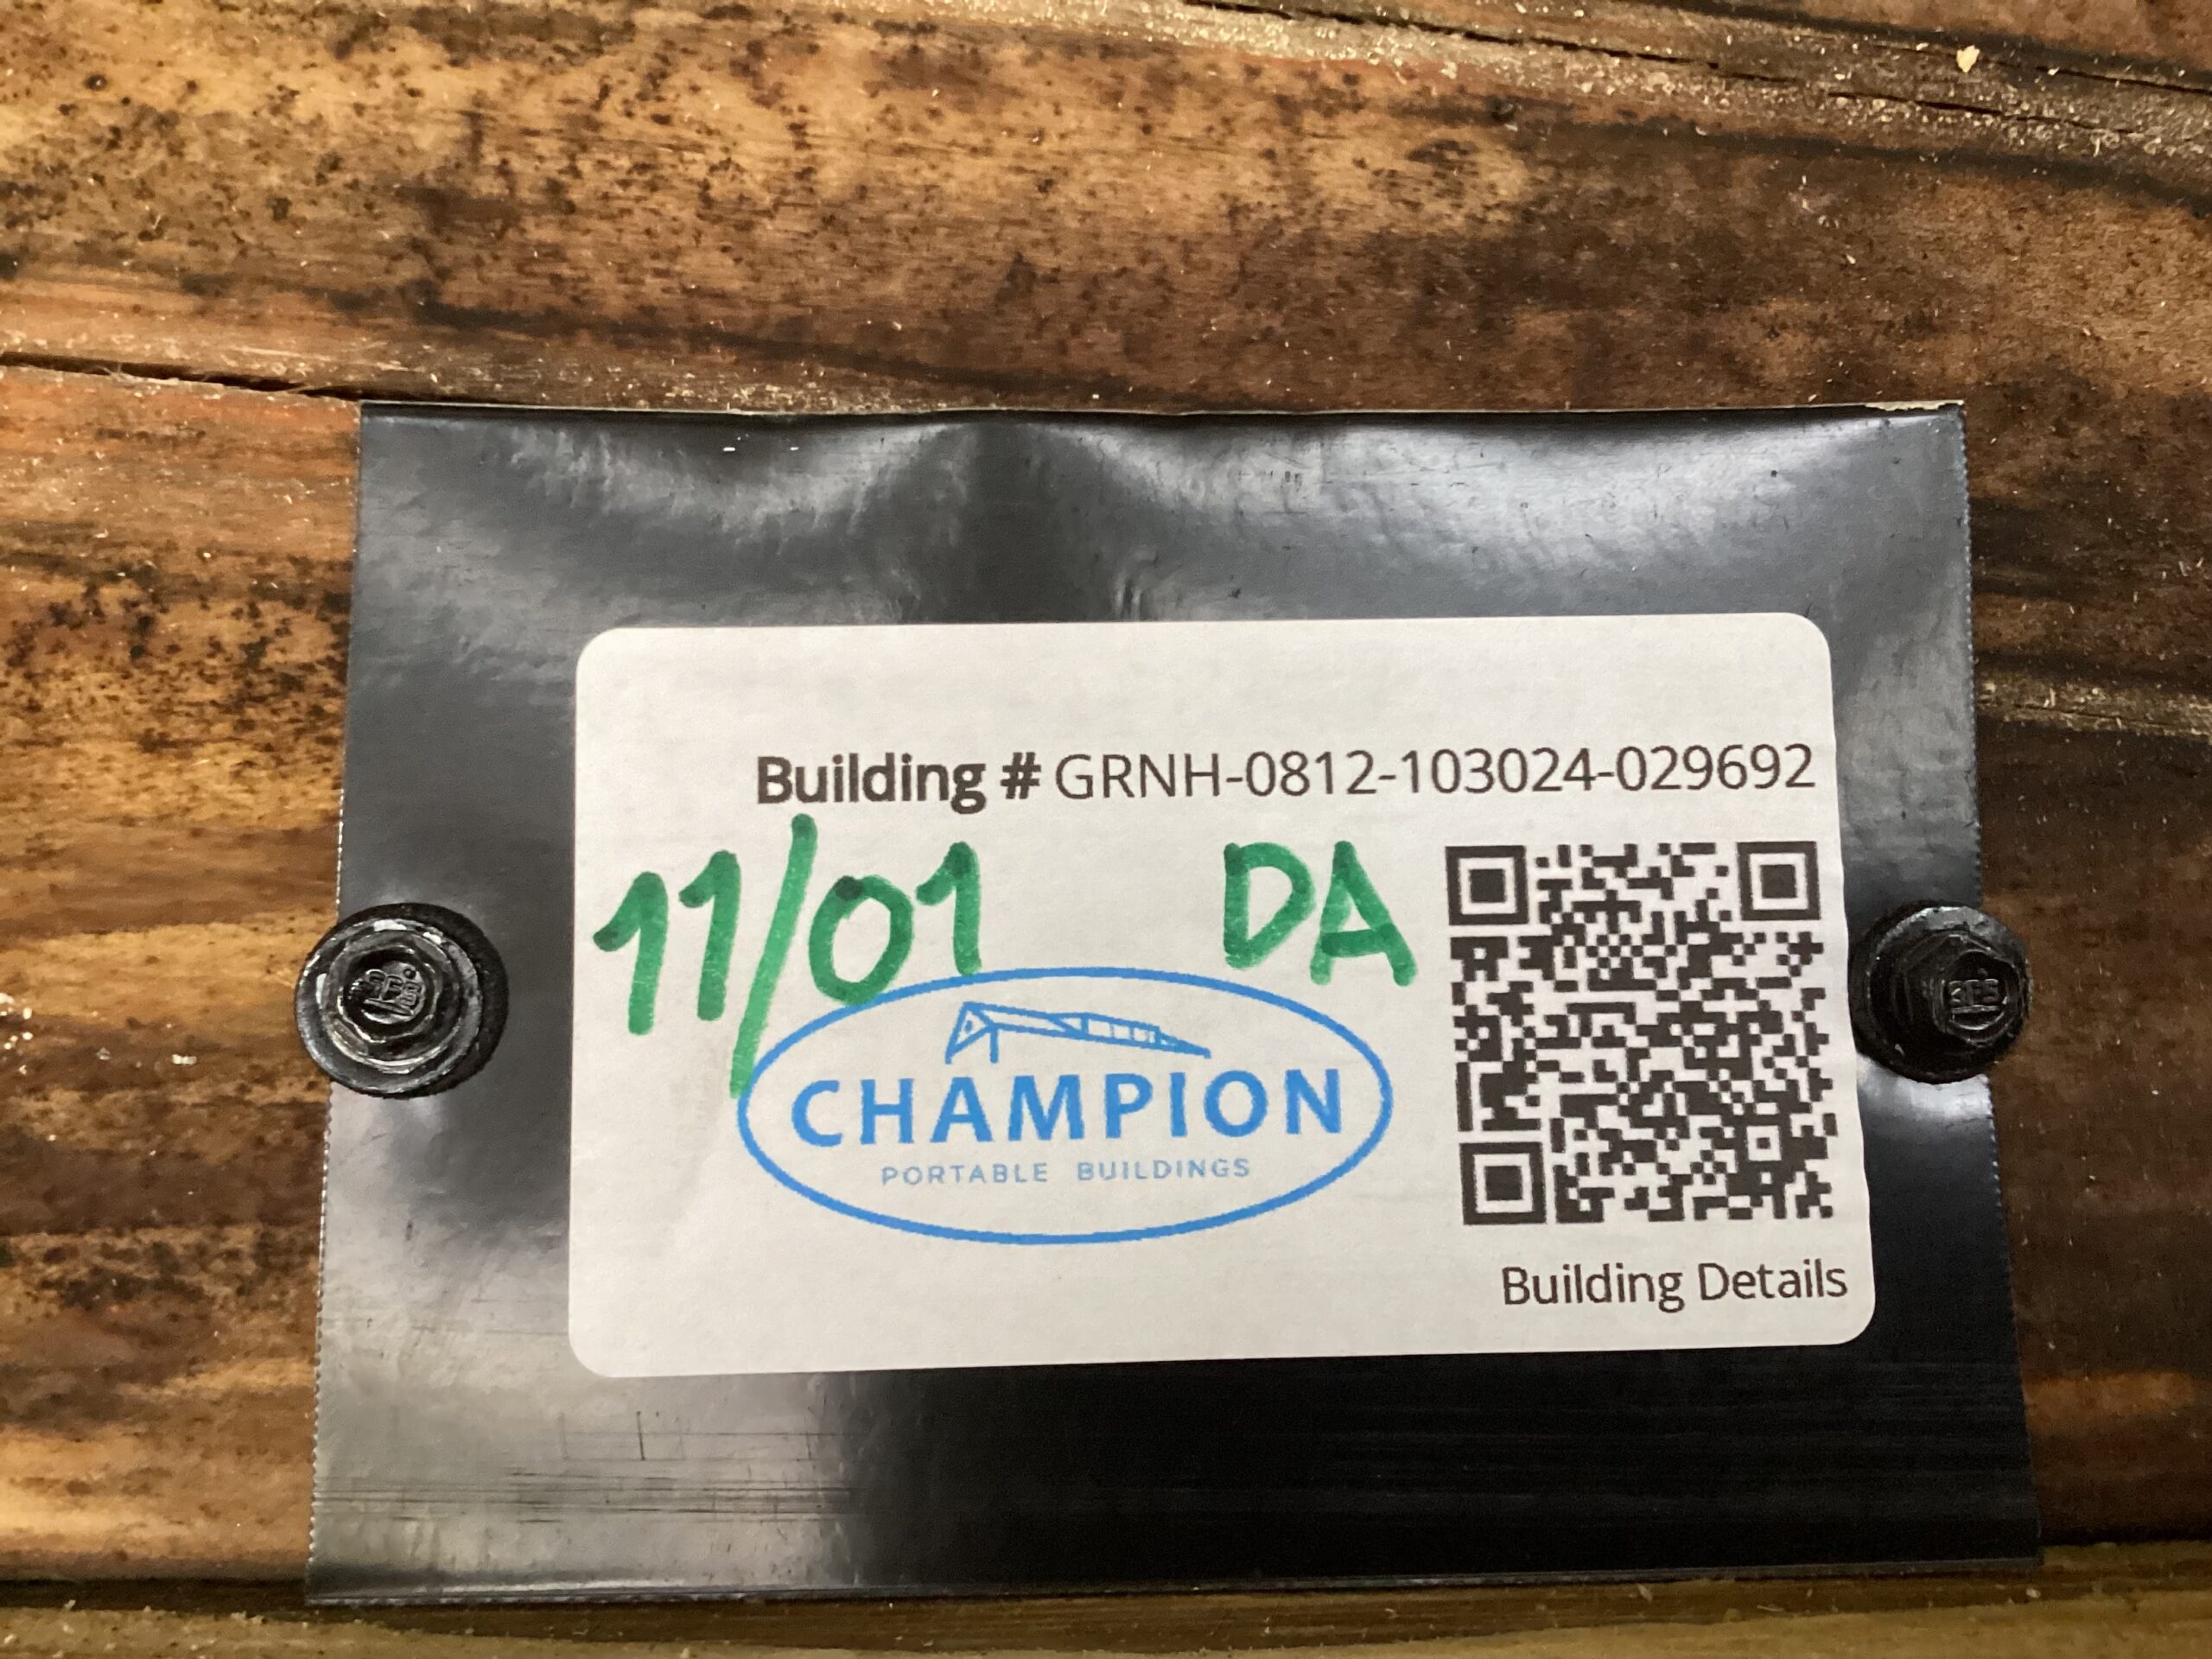 Building # GRNH-0812-103024-029692
11/01 DA
CHAMPION
PORTABLE BUILDINGS
Building Details